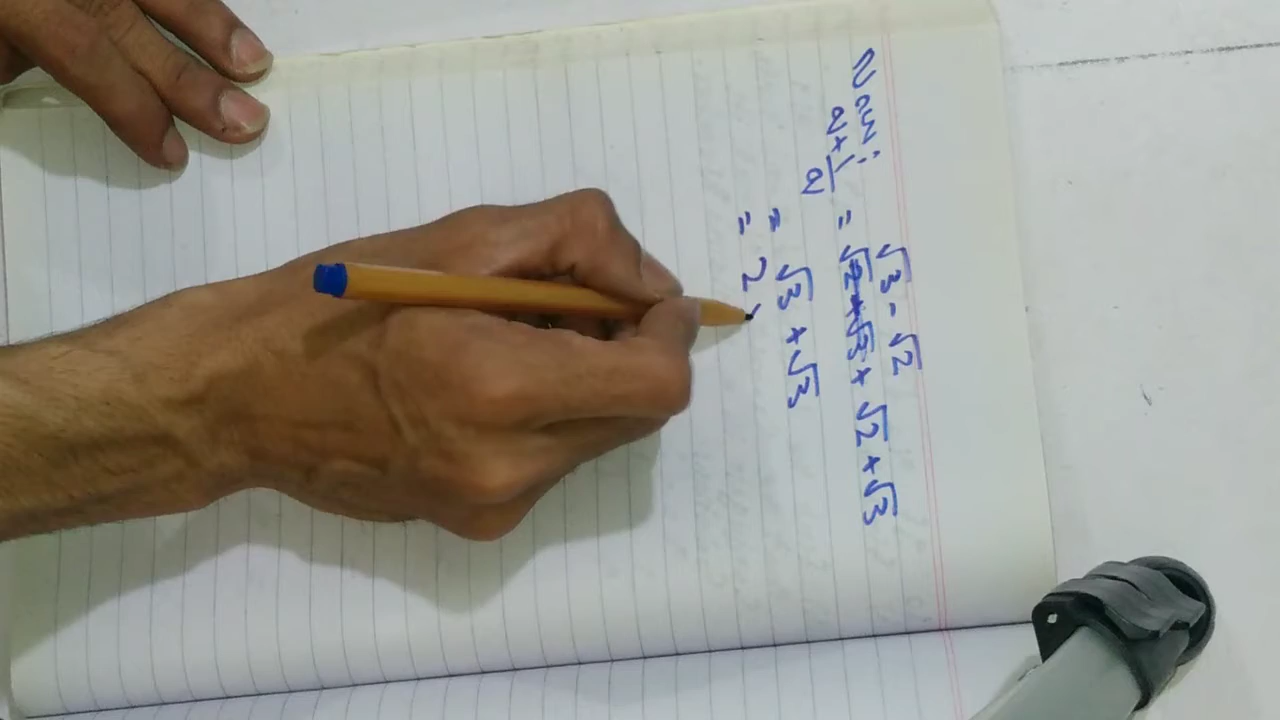 Now;
√3 - √2
a + 1/a = √2+√3 + √2 + √3
= √3 + √3
= 2